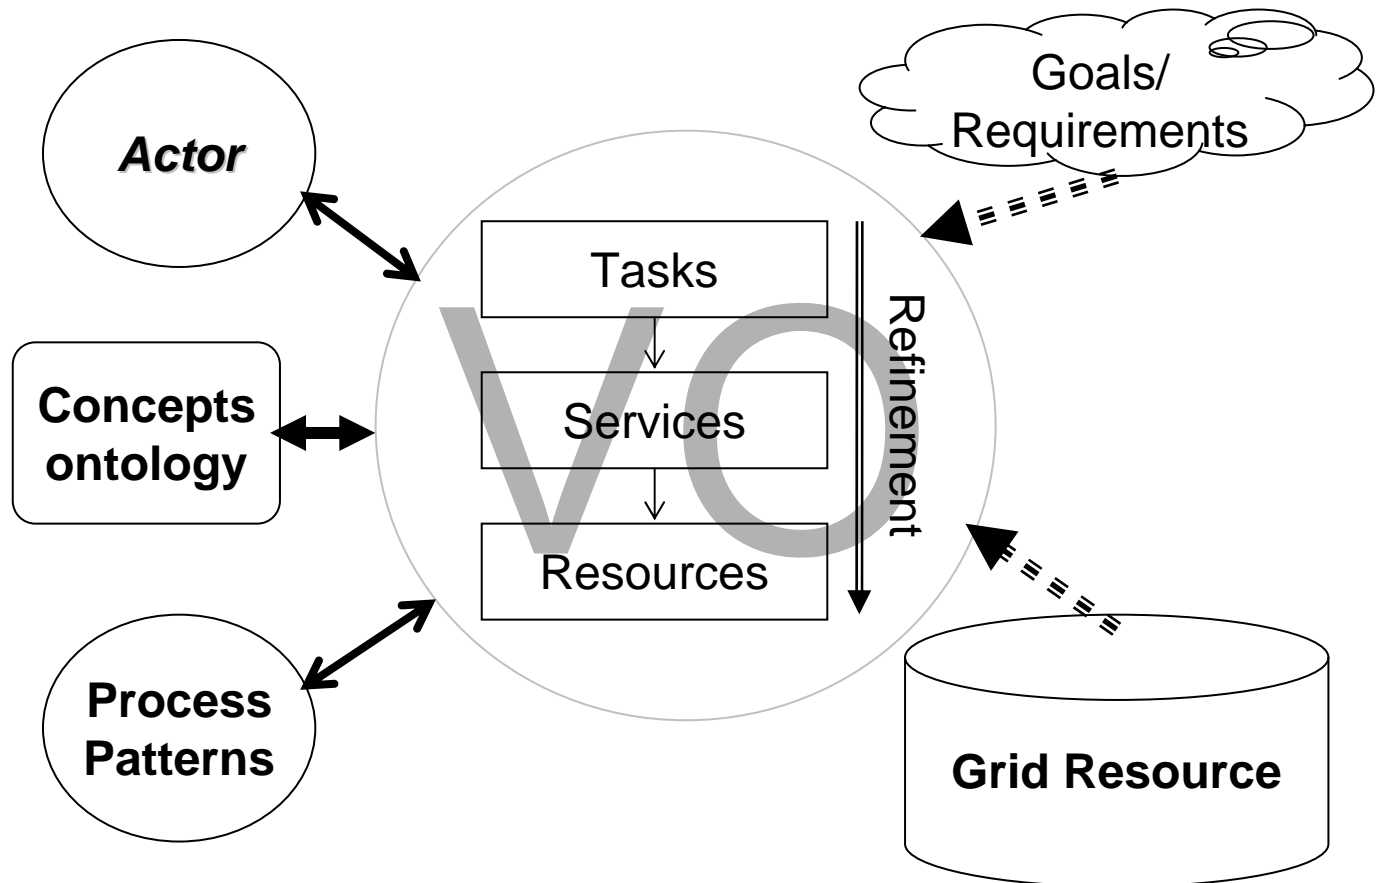 Actor
Goals/
Requirements
Tasks
Services
Resources
Refinement
VO
Concepts
ontology
Process
Patterns
Grid Resource